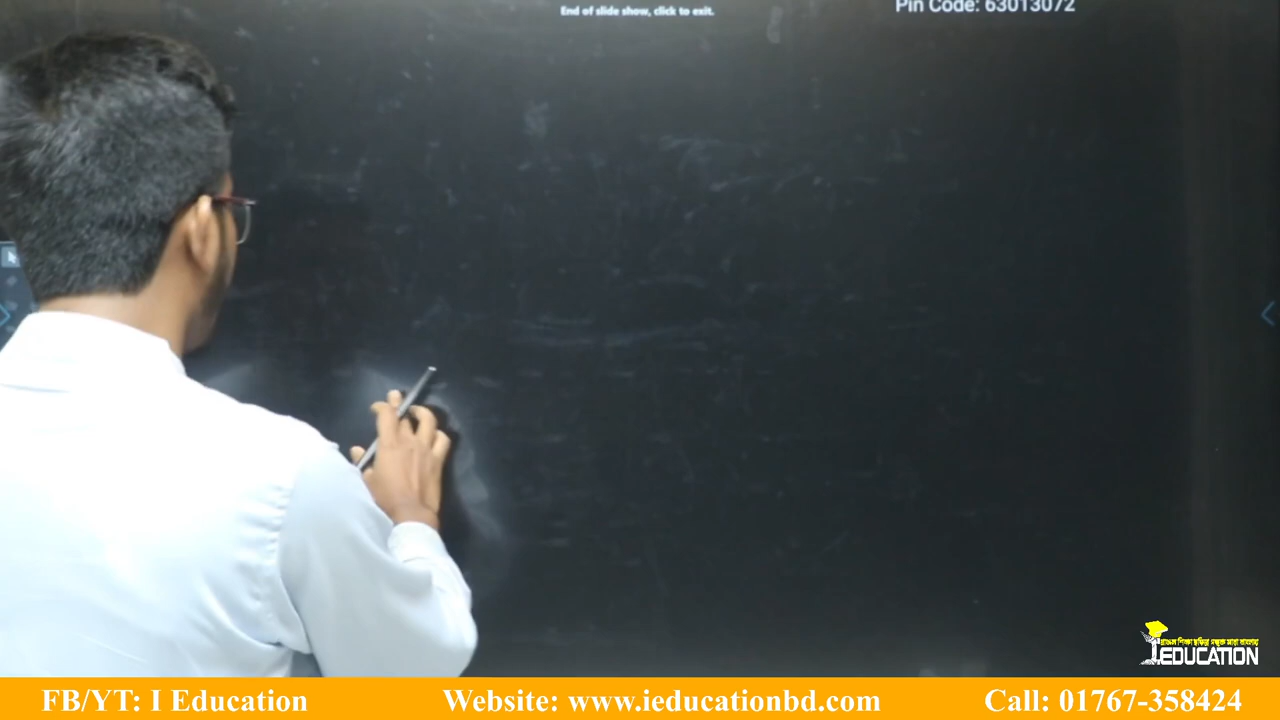 End of slide show, click to exit.
Pin Code: 63013072
IEDUCATION
FB/YT: I Education
Website: www.ieducationbd.com
Call: 01767-358424